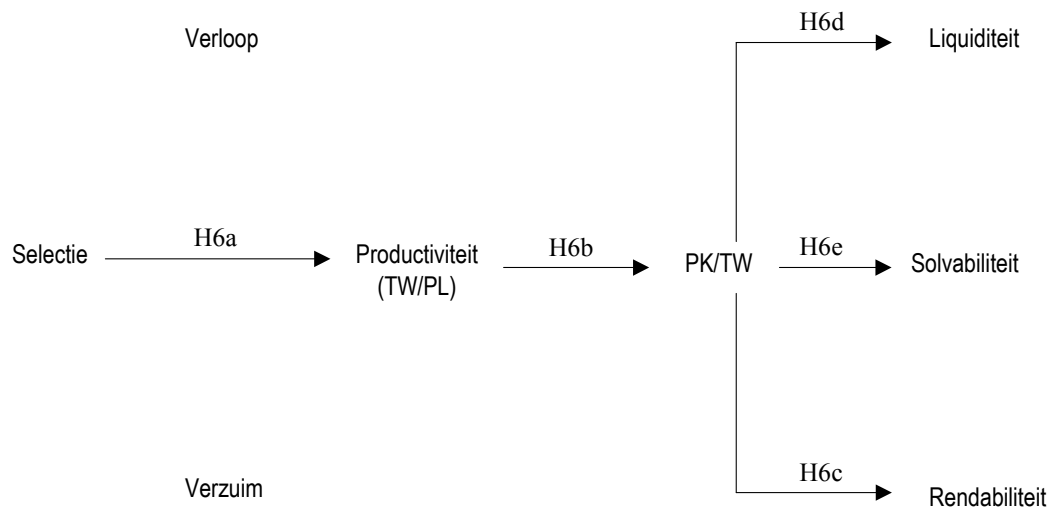 H6d
Verloop
Liquiditeit
H6a
H6b
H6e
Selectie
Productiviteit
(TW/PL)
PK/TW
Solvabiliteit
H6c
Verzuim
Rendabiliteit